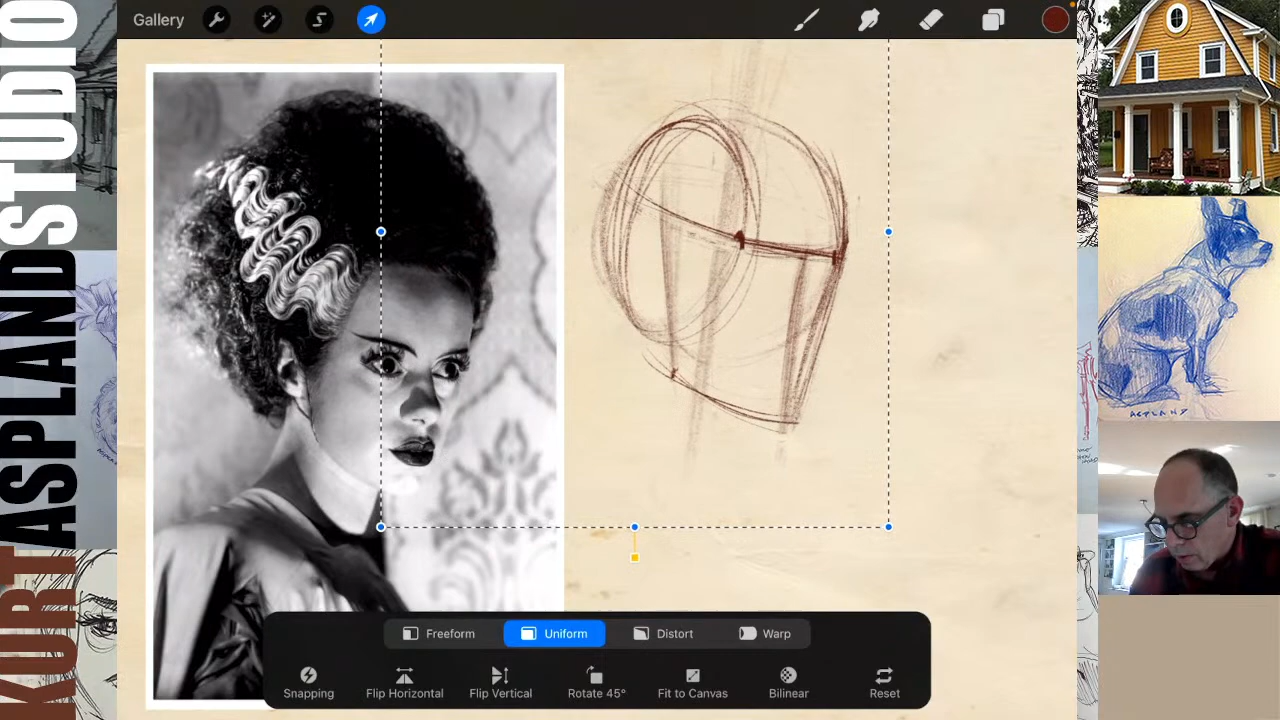 KURT ASPLAND STUDIO
Gallery
Freeform
Uniform
Distort
Warp
Snapping
Flip Horizontal
Flip Vertical
Rotate 45°
Fit to Canvas
Bilinear
Reset
ASPLAND